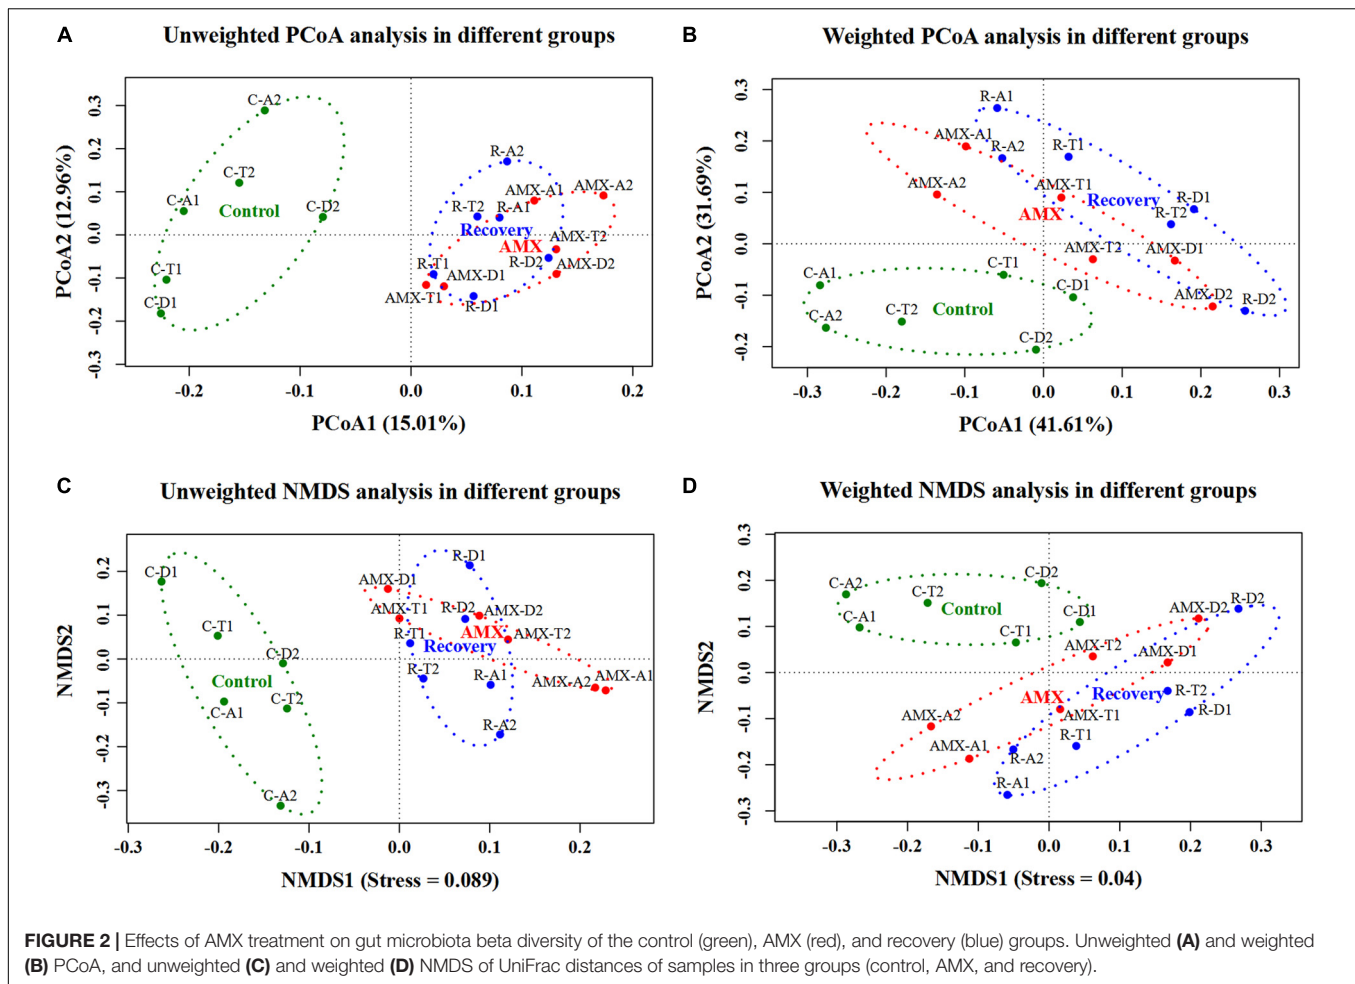 A
Unweighted PCoA analysis in different groups
PCoA2 (12.96%)
0.3
0.2
0.1
0.0
-0.1
-0.2
-0.3
C-A2
C-T2
C-A1
Control
C-D2
C-T1
C-D1
R-A2
AMX-A1
AMX-A2
R-T2
R-A1
Recovery
AMX-T2
AMX
R-T1
R-D2
AMX-D2
AMX-D1
AMX-T1
R-D1
-0.2
-0.1
0.0
0.1
0.2
PCoA1 (15.01%)
B
Weighted PCoA analysis in different groups
PCoA2 (31.69%)
0.3
0.2
0.1
0.0
-0.1
-0.2
R-A1
AMX-A1
R-A2
R-T1
AMX-A2
AMX-T1
R-D1
Recovery
AMX
R-T2
AMX-T2
AMX-D1
C-A1
C-T1
C-D1
AMX-D2
R-D2
C-T2
Control
C-A2
C-D2
-0.3
-0.2
-0.1
0.0
0.1
0.2
0.3
PCoA1 (41.61%)
C
Unweighted NMDS analysis in different groups
NMDS2
0.2
0.1
0.0
-0.1
-0.2
-0.3
C-D1
C-T1
C-D2
Control
C-T2
C-A1
C-A2
R-D1
AMX-D1
AMX-T1
R-D2
AMX-D2
AMX
AMX-T2
R-T1
Recovery
R-T2
R-A1
AMX-A2
AMX-A1
R-A2
-0.3
-0.2
-0.1
0.0
0.1
0.2
NMDS1 (Stress = 0.089)
D
Weighted NMDS analysis in different groups
NMDS2
0.3
0.2
0.1
0.0
-0.1
-0.2
-0.3
C-D2
C-A2
C-T2
Control
C-A1
C-D1
C-T1
R-D2
AMX-D2
AMX-T2
AMX-D1
Recovery
R-T2
AMX
AMX-T1
R-D1
AMX-A2
R-T1
AMX-A1
R-A2
R-A1
-0.3
-0.2
-0.1
0.0
0.1
0.2
0.3
NMDS1 (Stress = 0.04)
FIGURE 2 | Effects of AMX treatment on gut microbiota beta diversity of the control (green), AMX (red), and recovery (blue) groups. Unweighted (A) and weighted
(B) PCoA, and unweighted (C) and weighted (D) NMDS of UniFrac distances of samples in three groups (control, AMX, and recovery).